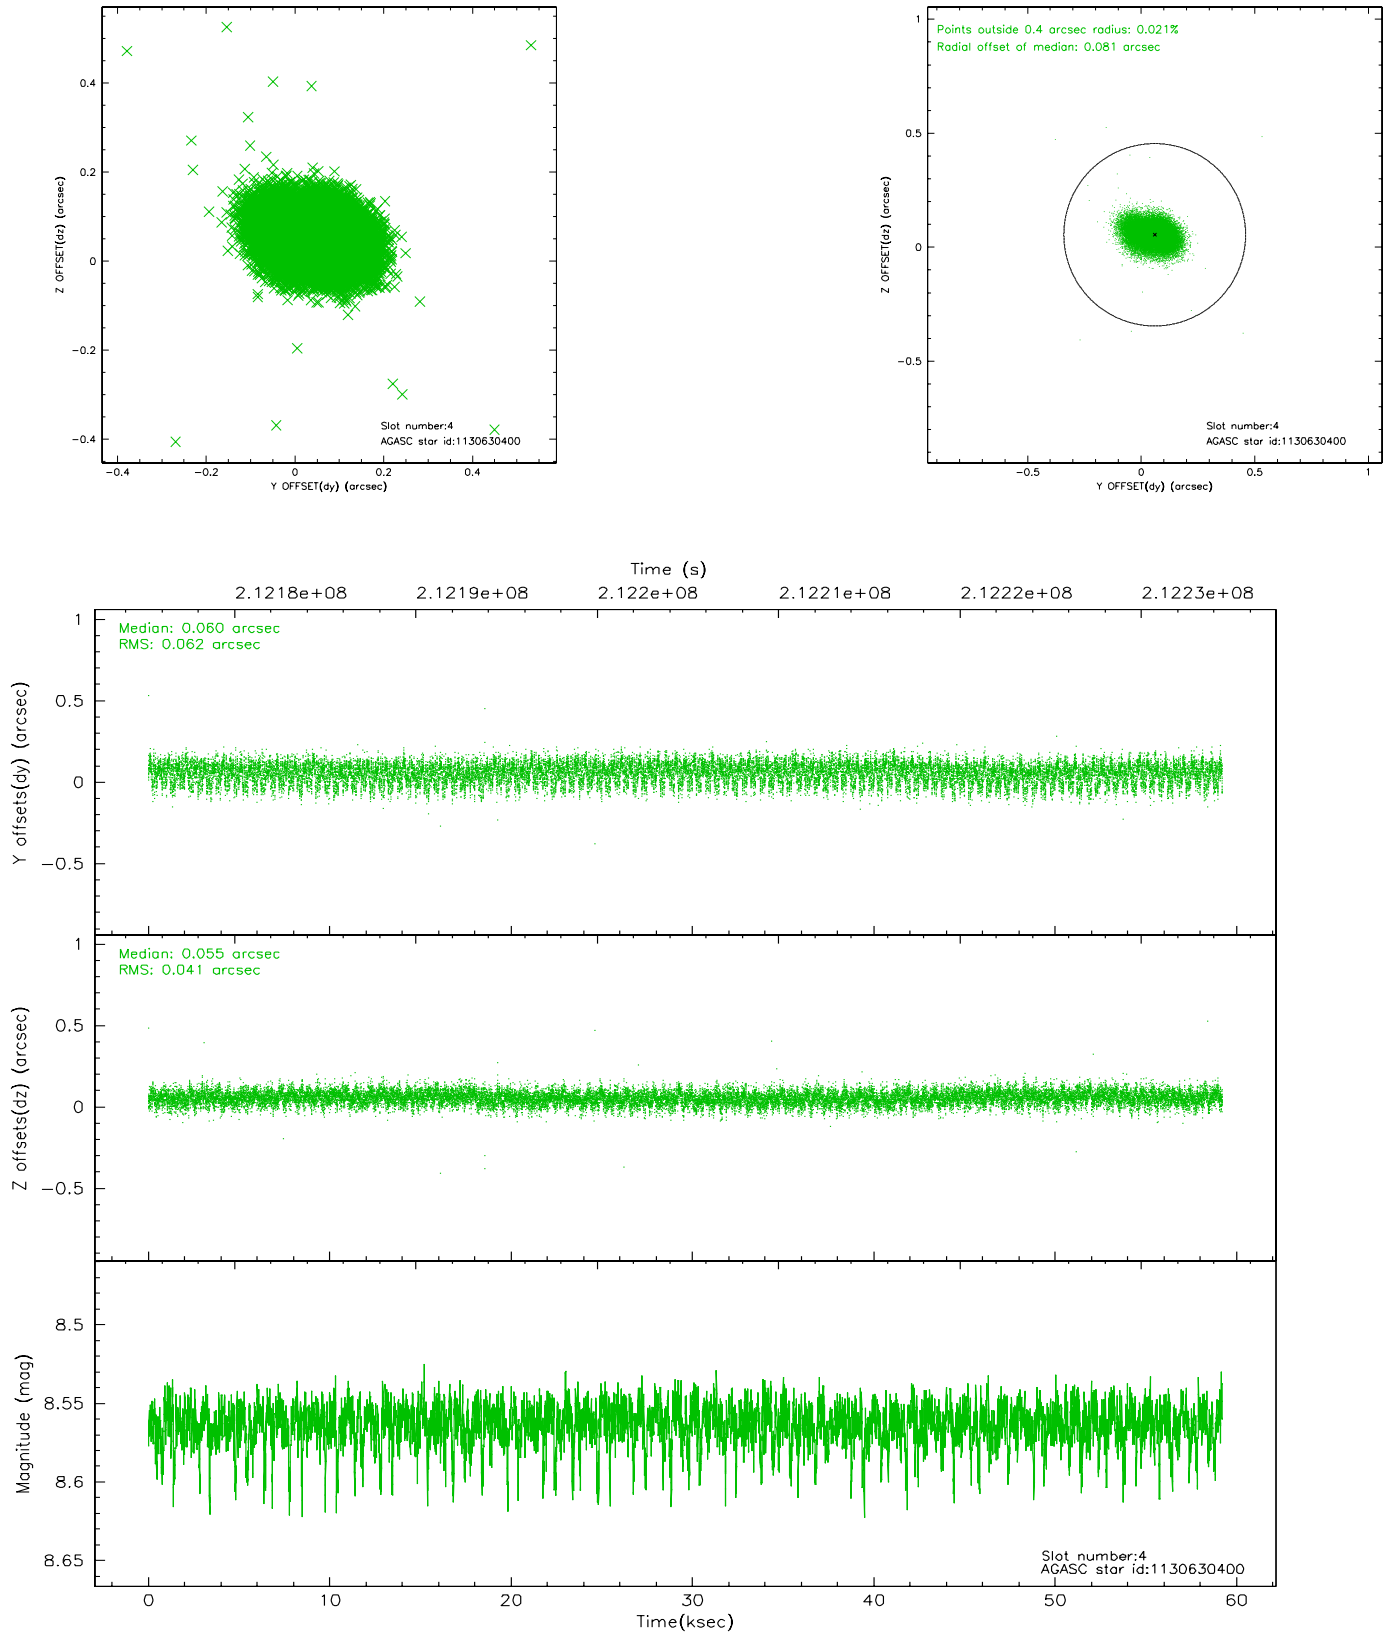 0.4
0.2
0
−0.2
−0.4
Z OFFSET(dz) (arcsec)
Slot number:4
AGASC star id:1130630400
−0.4 −0.2 0 0.2 0.4
Y OFFSET(dy) (arcsec)
Points outside 0.4 arcsec radius: 0.021%
Radial offset of median: 0.081 arcsec
1
0.5
0
−0.5
Z OFFSET(dz) (arcsec)
Slot number:4
AGASC star id:1130630400
−0.5 0 0.5 1
Y OFFSET(dy) (arcsec)
Time (s)
2.1218e+08 2.1219e+08 2.122e+08 2.1221e+08 2.1222e+08 2.1223e+08
Median: 0.060 arcsec
RMS: 0.062 arcsec
1
0.5
0
−0.5
Y offsets(dy) (arcsec)
Median: 0.055 arcsec
RMS: 0.041 arcsec
1
0.5
0
−0.5
Z offsets(dz) (arcsec)
8.5
8.55
8.6
8.65
Magnitude (mag)
Slot number:4
AGASC star id:1130630400
0 10 20 30 40 50 60
Time(ksec)